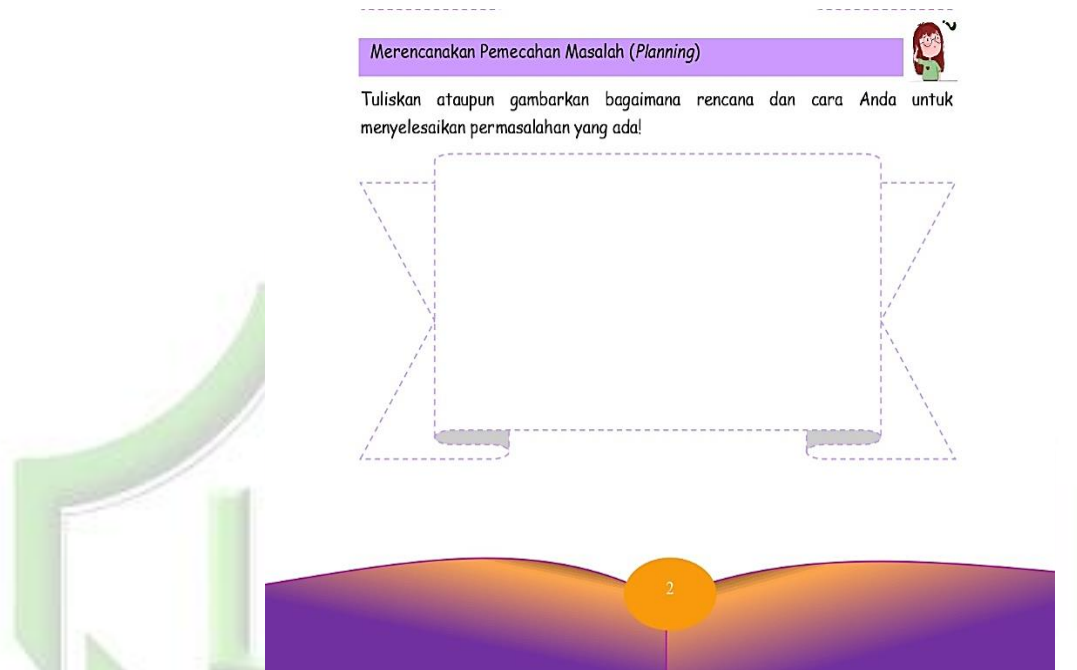 Merencanakan Pemecahan Masalah (Planning)
Tuliskan ataupun gambarkan bagaimana rencana dan cara Anda untuk
menyelesaikan permasalahan yang ada!
2